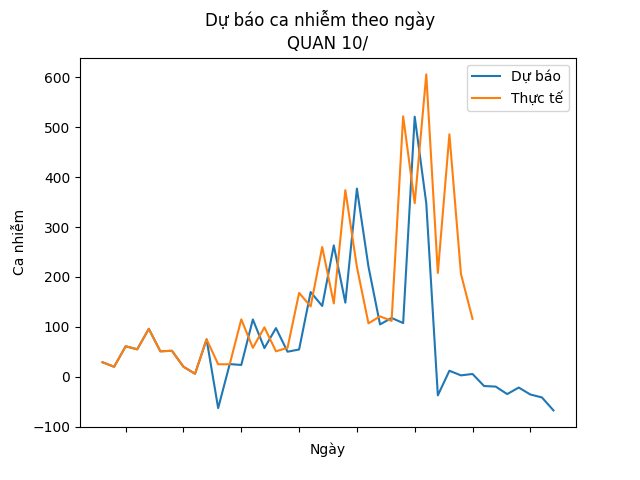 Dự báo ca nhiễm theo ngày
QUAN 10/
Dự báo
Thực tế
600
500
400
300
200
100
0
−100
Ca nhiễm
Ngày